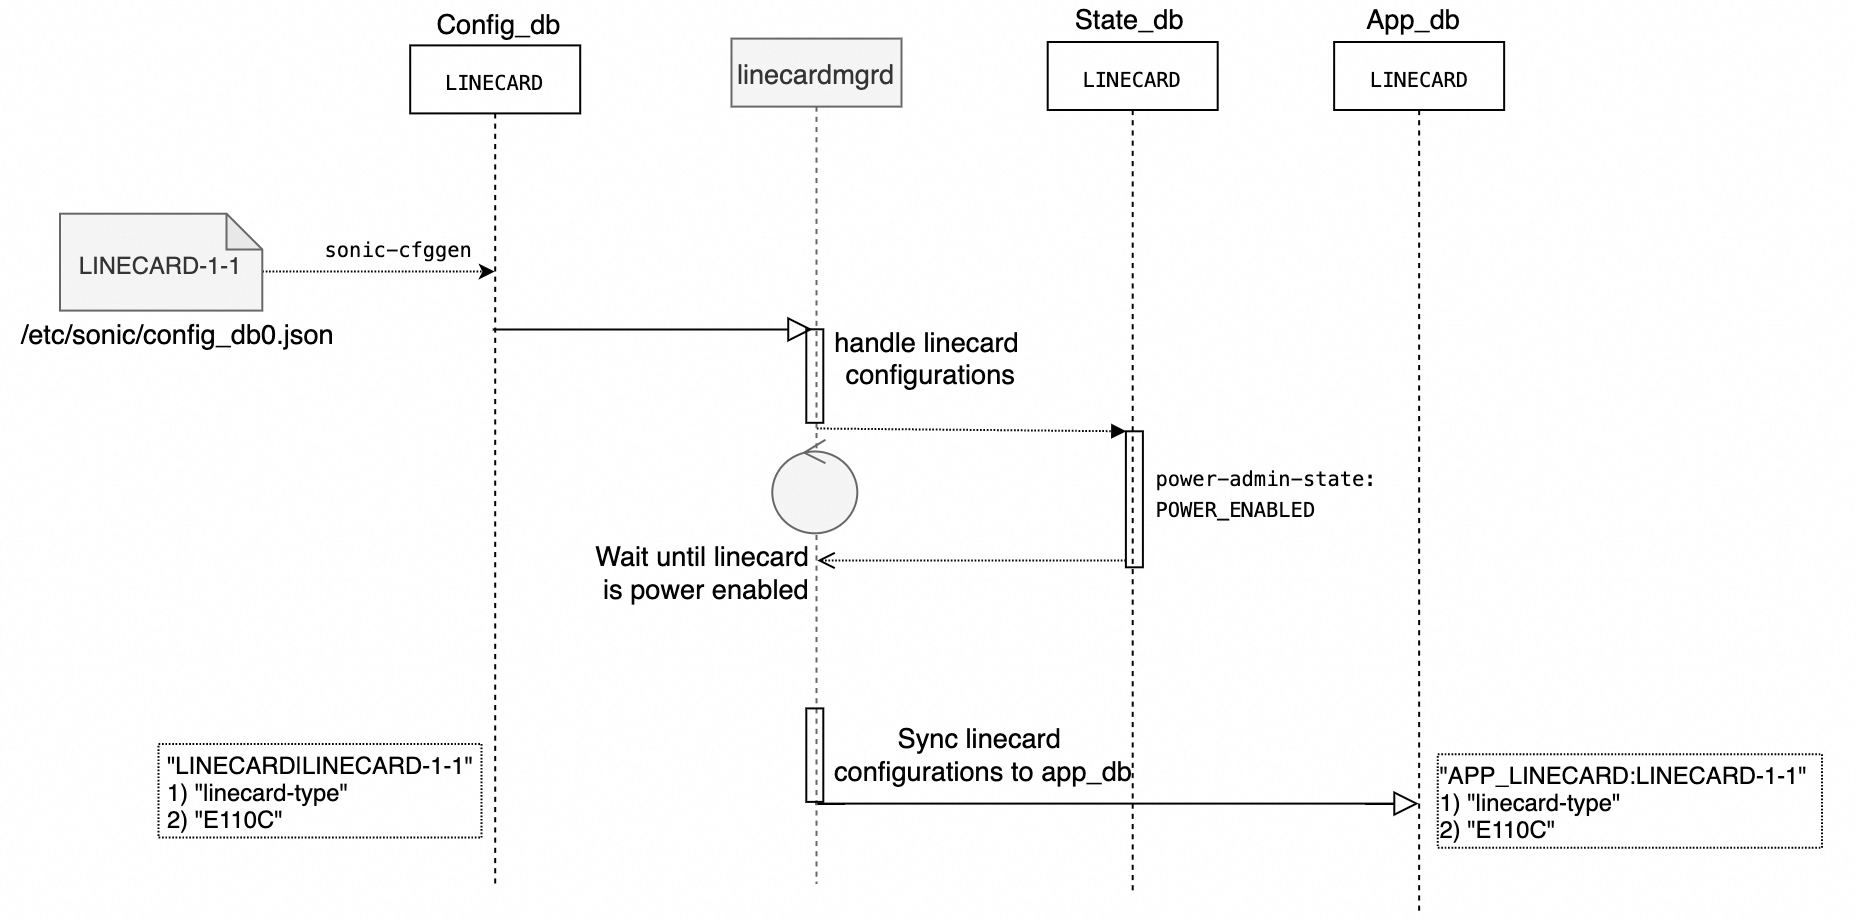 Config_db
LINECARD
linecardmgrd
State_db
LINECARD
App_db
LINECARD
LINECARD-1-1
sonic-cfggen
/etc/sonic/config_db0.json
handle linecard
configurations
power-admin-state:
POWER_ENABLED
Wait until linecard
is power enabled
Sync linecard
configurations to app_db
"LINECARD|LINECARD-1-1"
1) "linecard-type"
2) "E110C"
"APP_LINECARD:LINECARD-1-1"
1) "linecard-type"
2) "E110C"